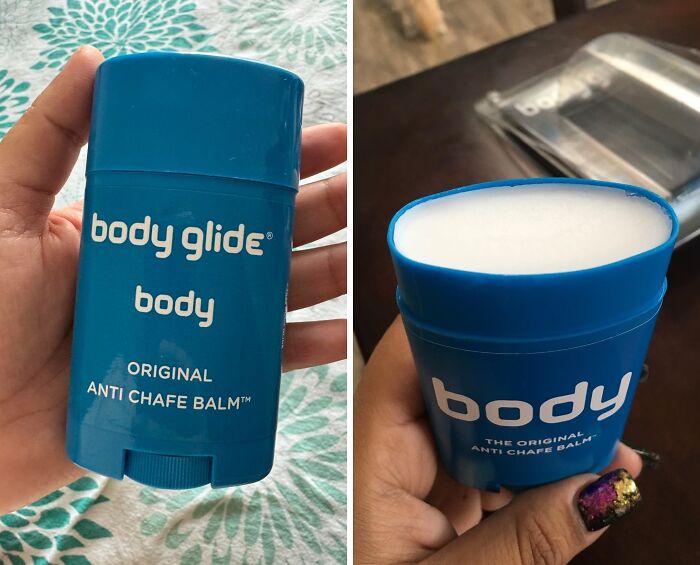 body glide®
body
ORIGINAL
ANTI CHAFE BALM™
body
THE ORIGINAL
ANTI CHAFE BALM™